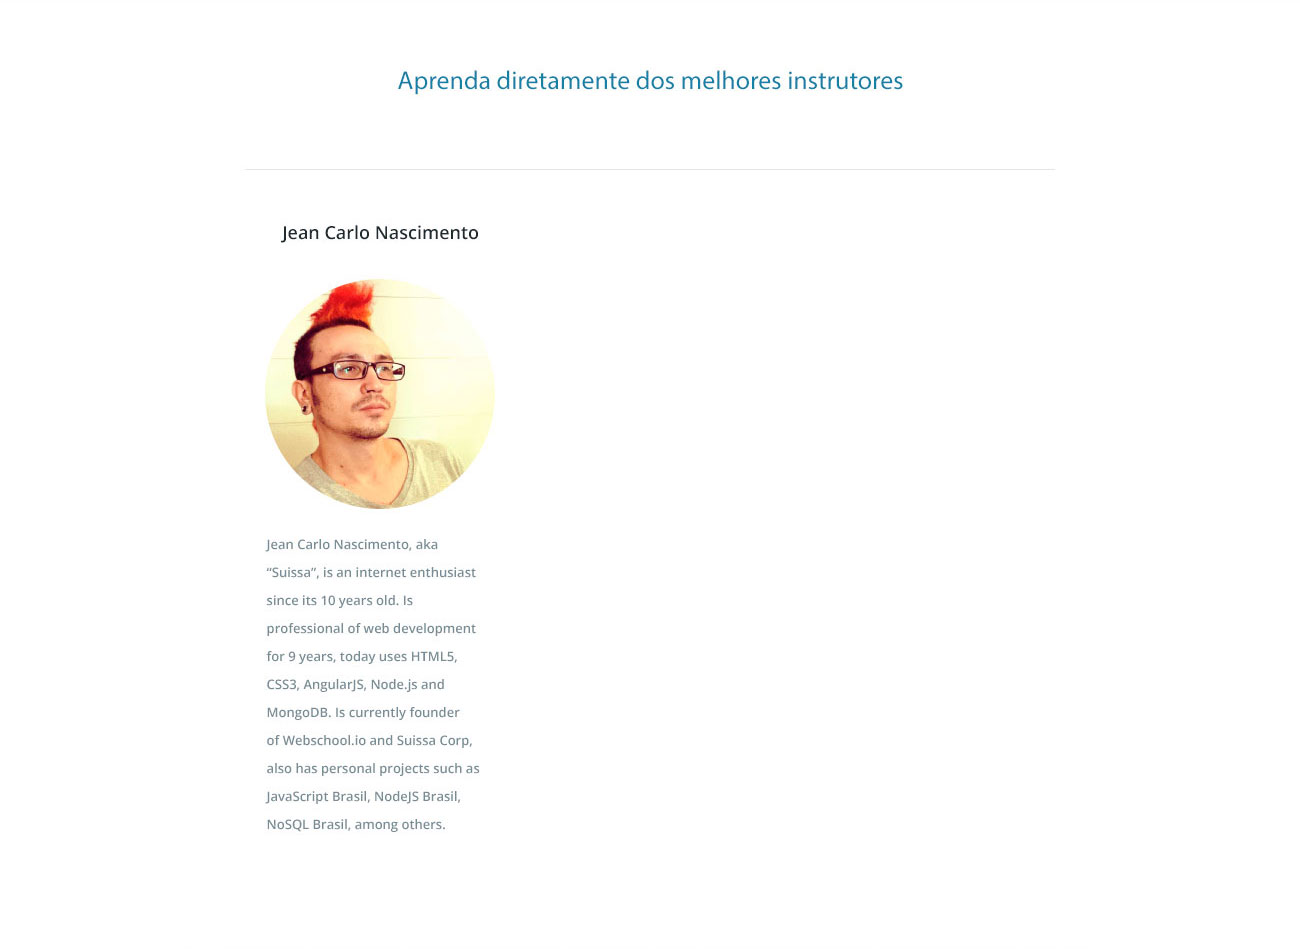 Aprenda diretamente dos melhores instrutores
Jean Carlo Nascimento
Jean Carlo Nascimento, aka
“Suissa”, is an internet enthusiast
since its 10 years old. Is
professional of web development
for 9 years, today uses HTML5,
CSS3, AngularJS, Node.js and
MongoDB. Is currently founder
of Webschool.io and Suissa Corp,
also has personal projects such as
JavaScript Brasil, NodeJS Brasil,
NoSQL Brasil, among others.